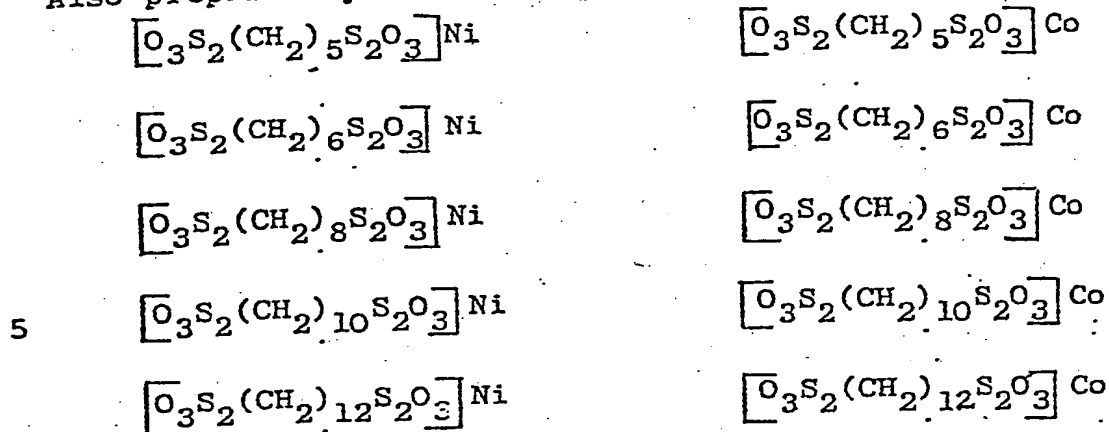 [O₃S₂(CH₂)₅S₂O₃]Ni [O₃S₂(CH₂)₅S₂O₃] Co
[O₃S₂(CH₂)₆S₂O₃] Ni [O₃S₂(CH₂)₆S₂O₃] Co
[O₃S₂(CH₂)₈S₂O₃] Ni [O₃S₂(CH₂)₈S₂O₃] Co
5 [O₃S₂(CH₂)₁₀S₂O₃] Ni [O₃S₂(CH₂)₁₀S₂O₃] Co
[O₃S₂(CH₂)₁₂S₂O₃] Ni [O₃S₂(CH₂)₁₂S₂O₃] Co